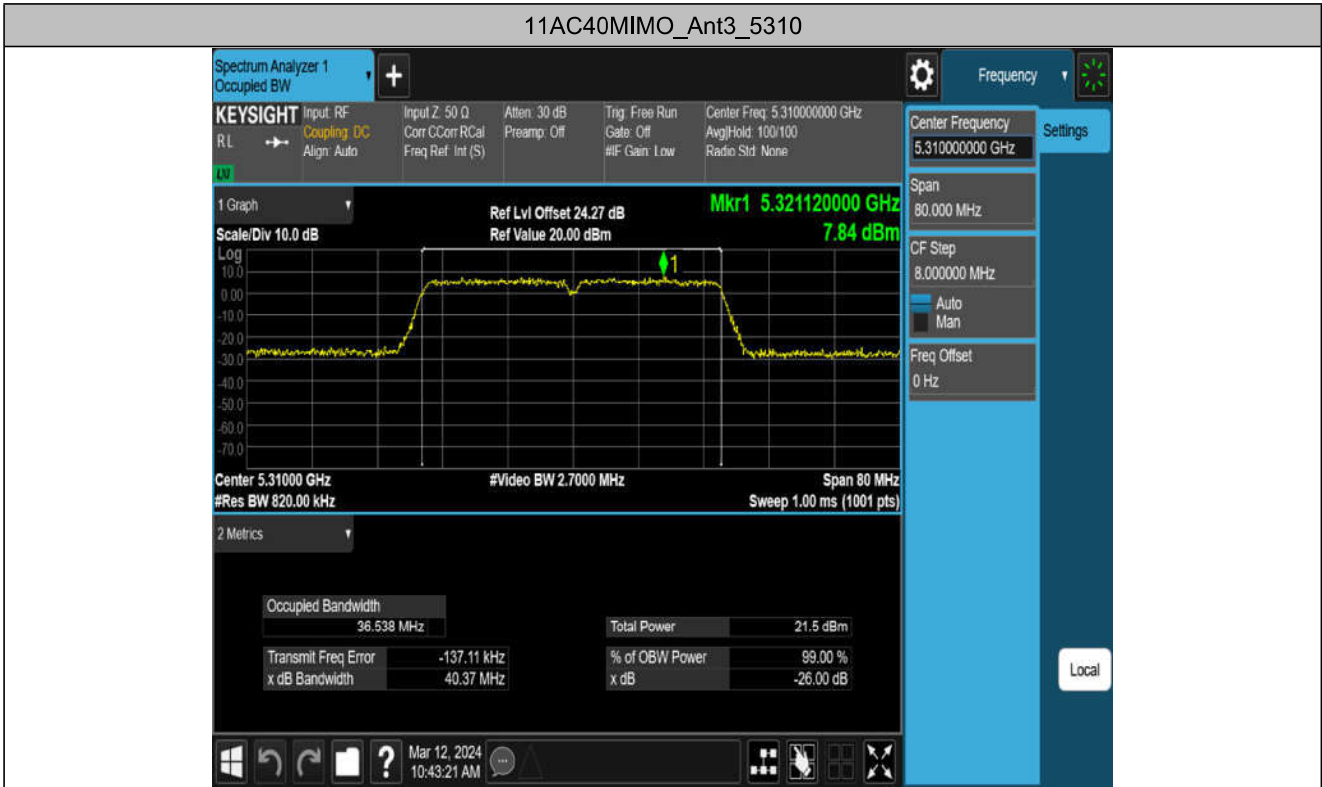 11AC40MIMO_Ant3_5310
Spectrum Analyzer 1
Occupied BW
+
Frequency
KEYSIGHT
RL
LXI
Input: RF
Coupling: DC
Align: Auto
Input Z: 50 Ω
Corr CCorr RCal
Freq Ref: Int (S)
Atten: 30 dB
Preamp: Off
Trig: Free Run
Gate: Off
#IF Gain: Low
Center Freq: 5.310000000 GHz
Avg|Hold: 100/100
Radio Std: None
Center Frequency
5.310000000 GHz
Settings
Span
80.000 MHz
CF Step
8.000000 MHz
Auto
Man
Freq Offset
0 Hz
Local
1 Graph
Scale/Div 10.0 dB
Ref Lvl Offset 24.27 dB
Ref Value 20.00 dBm
Mkr1 5.321120000 GHz
7.84 dBm
Log
10.0
0.00
-10.0
-20.0
-30.0
-40.0
-50.0
-60.0
-70.0
1
Center 5.31000 GHz
#Res BW 820.00 kHz
#Video BW 2.7000 MHz
Span 80 MHz
Sweep 1.00 ms (1001 pts)
2 Metrics
Occupied Bandwidth
36.538 MHz
Total Power 21.5 dBm
Transmit Freq Error -137.11 kHz
% of OBW Power 99.00 %
x dB Bandwidth 40.37 MHz
x dB -26.00 dB
?
Mar 12, 2024
10:43:21 AM